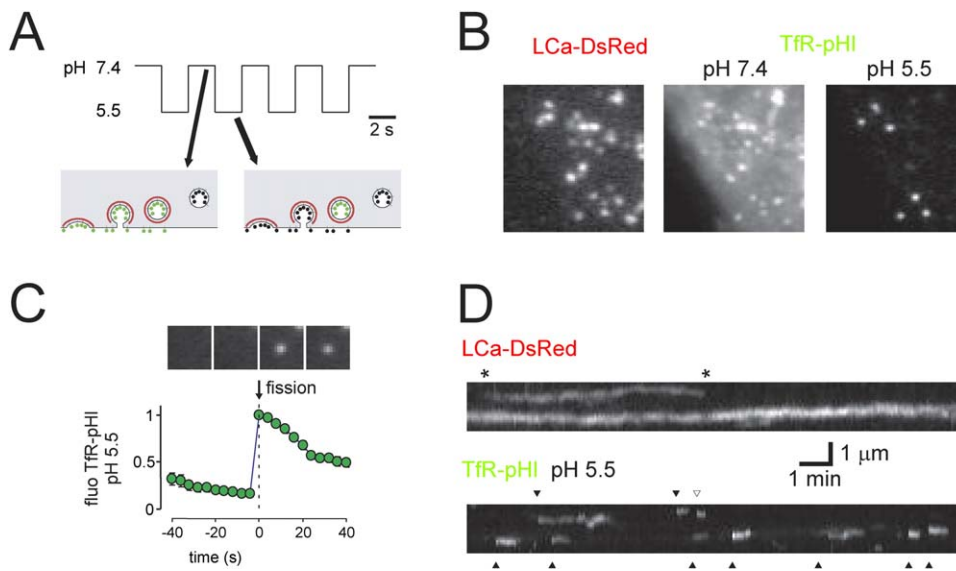 A
pH 7.4
5.5
2 s
B
LCa-DsRed
TfR-pHl
pH 7.4
pH 5.5
C
fission
fluo TfR-pHl
pH 5.5
1
0.5
0
-40 -20 0 20 40
time (s)
D
LCa-DsRed
* *
1 µm
1 min
TfR-pHl pH 5.5